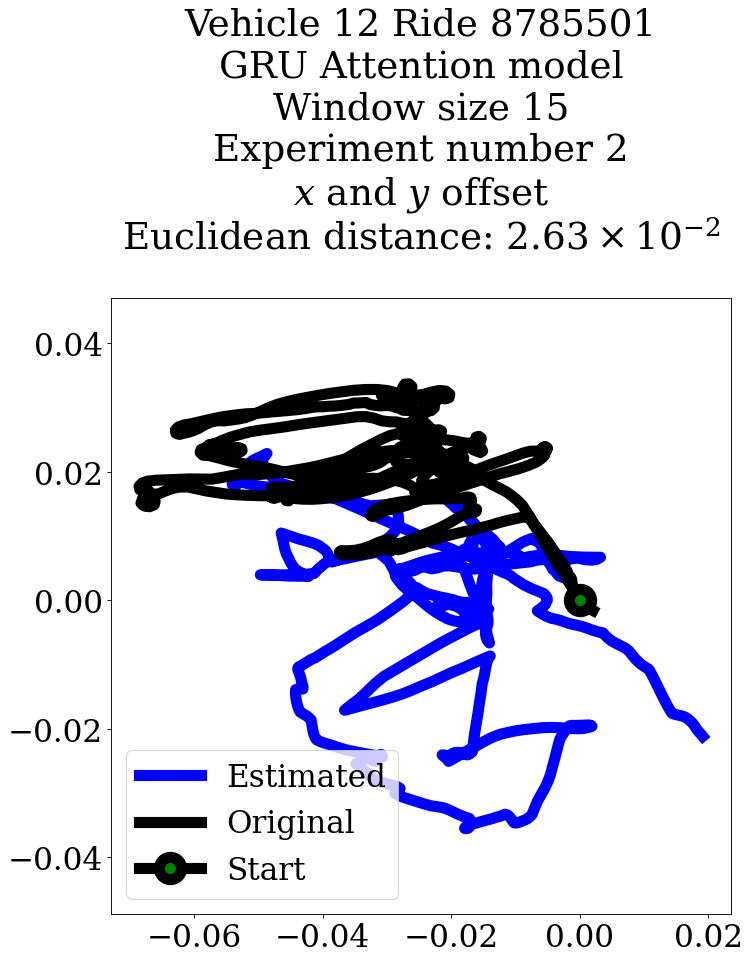 Vehicle 12 Ride 8785501
GRU Attention model
Window size 15
Experiment number 2
x and y offset
Euclidean distance: 2.63 × 10⁻²
0.04
0.02
0.00
−0.02
−0.04
Estimated
Original
Start
−0.06 −0.04 −0.02 0.00 0.02